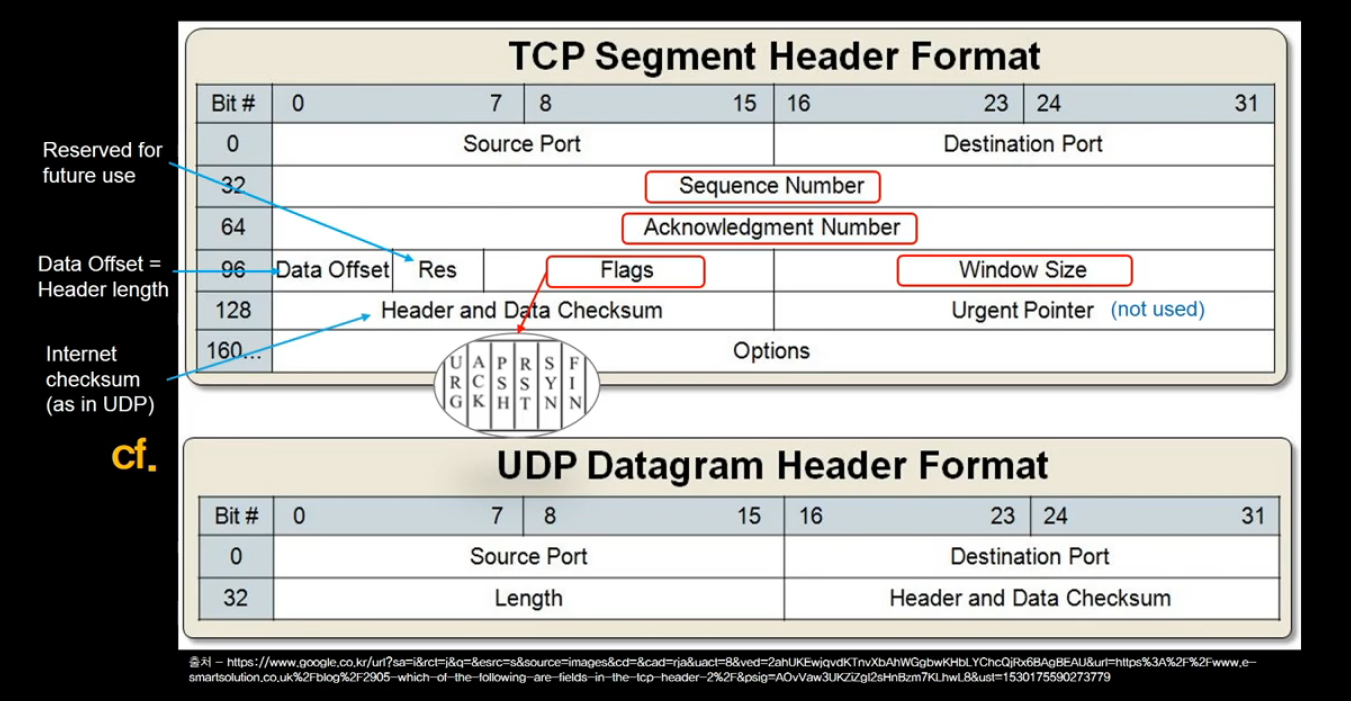 TCP Segment Header Format
Bit # 0 7 8 15 16 23 24 31
0 Source Port Destination Port
Reserved for
future use
32 Sequence Number
64 Acknowledgment Number
Data Offset =
Header length
96 Data Offset Res Flags Window Size
128 Header and Data Checksum Urgent Pointer (not used)
Internet
checksum
(as in UDP)
160... Options
URG ACK PSH RST SYN FIN
cf.
UDP Datagram Header Format
Bit # 0 7 8 15 16 23 24 31
0 Source Port Destination Port
32 Length Header and Data Checksum
출처 – https://www.google.co.kr/url?sa=i&rct=j&q=&esrc=s&source=images&cd=&cad=rja&uact=8&ved=2ahUKEwjqvdKTnvXbAhWGgbwKHbLYChcQjRx6BAgBEAU&url=https%3A%2F%2Fwww.e-
smartsolution.co.uk%2Fblog%2F2905-which-of-the-following-are-fields-in-the-tcp-header-2%2F&psig=AOvVaw3UKZiZgl2sHnBzm7KLhwL8&ust=1530175590273779